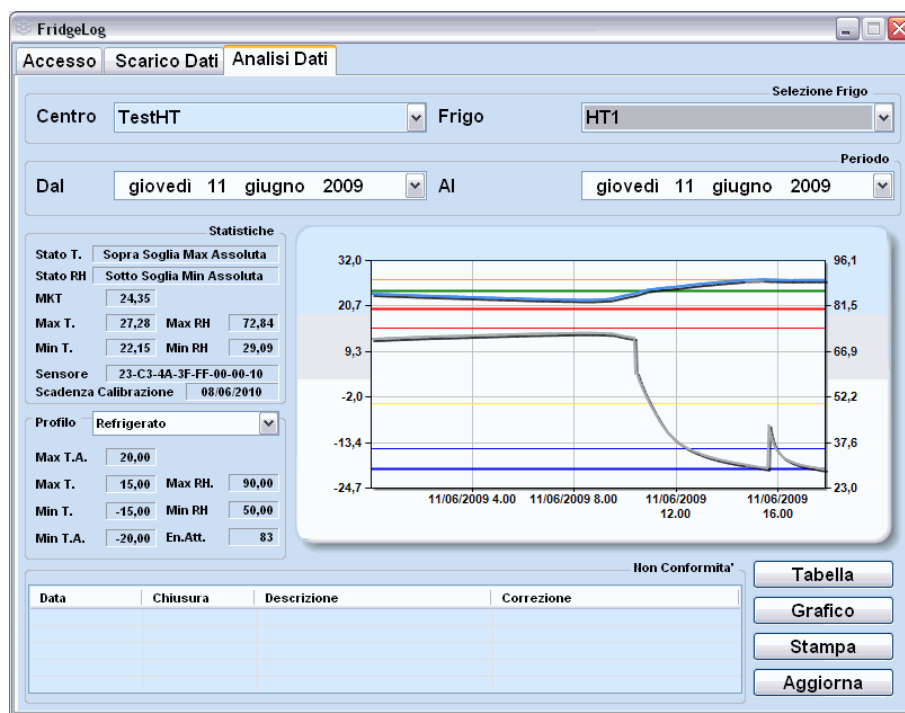 FridgeLog
Accesso Scarico Dati Analisi Dati
Selezione Frigo
Centro TestHT Frigo HT1
Periodo
Dal giovedì 11 giugno 2009 Al giovedì 11 giugno 2009
Statistiche
Stato T. Sopra Soglia Max Assoluta
Stato RH Sotto Soglia Min Assoluta
MKT 24,35
Max T. 27,28 Max RH 72,84
Min T. 22,15 Min RH 29,09
Sensore 23-C3-4A-3F-FF-00-00-10
Scadenza Calibrazione 08/06/2010
Profilo Refrigerato
Max T.A. 20,00
Max T. 15,00 Max RH. 90,00
Min T. -15,00 Min RH 50,00
Min T.A. -20,00 En.Att. 83
32,0 96,1
20,7 81,5
9,3 66,9
-2,0 52,2
-13,4 37,6
-24,7 23,0
11/06/2009 4.00 11/06/2009 8.00 11/06/2009 12.00 11/06/2009 16.00
Non Conformita'
Data Chiusura Descrizione Correzione
Tabella
Grafico
Stampa
Aggiorna